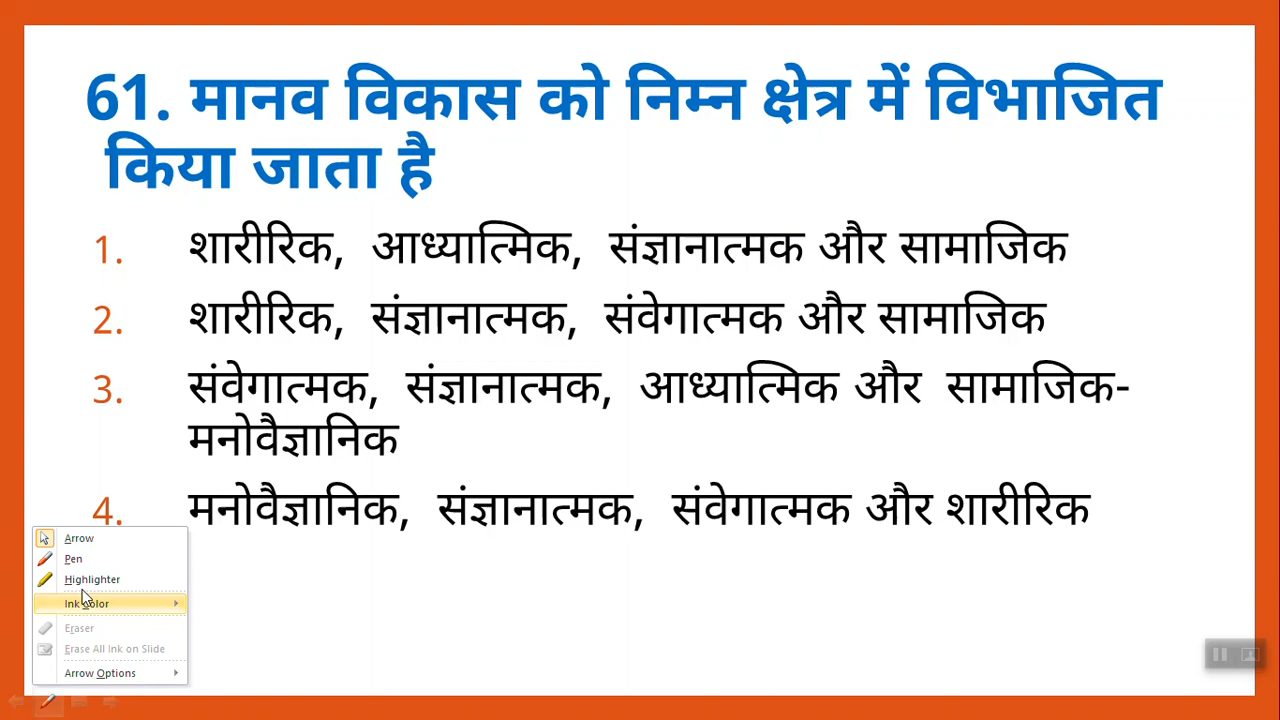 61. मानव विकास को निम्न क्षेत्र में विभाजित
किया जाता है
1. शारीरिक, आध्यात्मिक, संज्ञानात्मक और सामाजिक
2. शारीरिक, संज्ञानात्मक, संवेगात्मक और सामाजिक
3. संवेगात्मक, संज्ञानात्मक, आध्यात्मिक और सामाजिक-
मनोवैज्ञानिक
4. मनोवैज्ञानिक, संज्ञानात्मक, संवेगात्मक और शारीरिक
Arrow
Pen
Highlighter
Ink Color
Eraser
Erase All Ink on Slide
Arrow Options